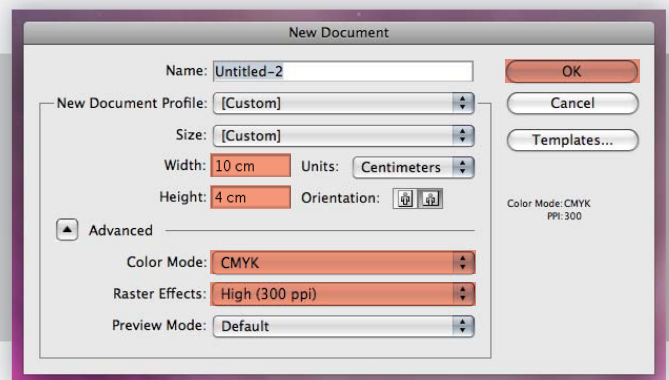 New Document
Name: Untitled-2
OK
New Document Profile: [Custom]
Cancel
Size: [Custom]
Templates...
Width: 10 cm Units: Centimeters
Height: 4 cm Orientation:
Color Mode: CMYK
PPI: 300
Advanced
Color Mode: CMYK
Raster Effects: High (300 ppi)
Preview Mode: Default